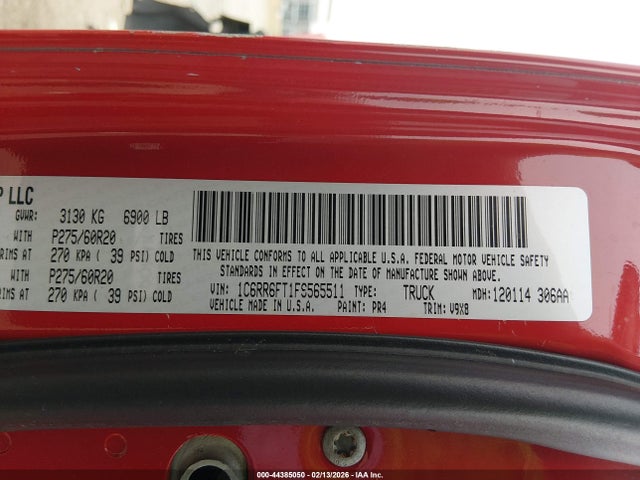 P LLC
GVWR: 3130 KG 6900 LB
WITH P275/60R20 TIRES
RIMS AT 270 KPA ( 39 PSI) COLD
WITH P275/60R20 TIRES
RIMS AT 270 KPA ( 39 PSI) COLD
THIS VEHICLE CONFORMS TO ALL APPLICABLE U.S.A. FEDERAL MOTOR VEHICLE SAFETY
STANDARDS IN EFFECT ON THE DATE OF MANUFACTURE SHOWN ABOVE.
VIN: 1C6RR6FT1FS565511 TYPE: TRUCK MDH: 120114 306AA
VEHICLE MADE IN U.S.A. PAINT: PR4 TRIM: V9X8
000-44385050 - 02/13/2026 - IAA Inc.